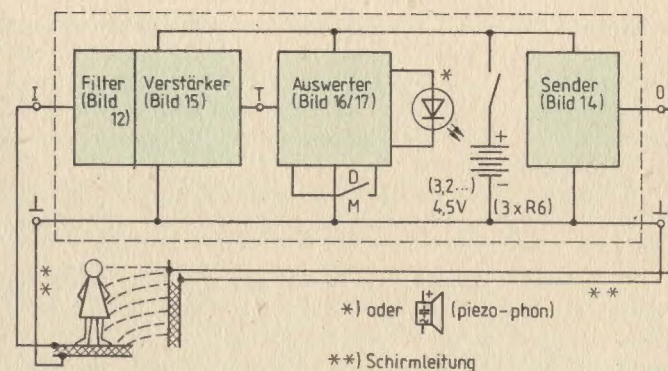 I
Filter
(Bild
12)
Verstärker
(Bild 15)
T
Auswerter
(Bild 16/17)
D
M
*
+
−
(3,2...)
4,5V
(3 x R6)
Sender
(Bild 14)
O
⊥
⊥
*
*
* *
*) oder
+
(piezo-phon)
**) Schirmleitung